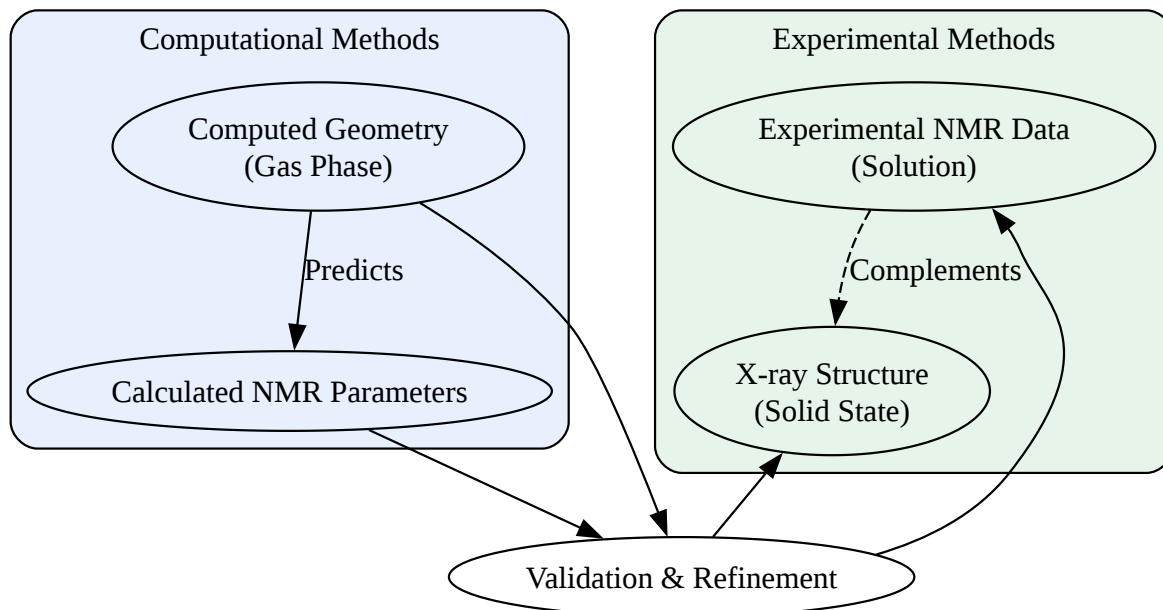 Computational Methods
Experimental Methods
Computed Geometry
(Gas Phase)
Experimental NMR Data
(Solution)
Predicts
Complements
Calculated NMR Parameters
X-ray Structure
(Solid State)
Validation & Refinement